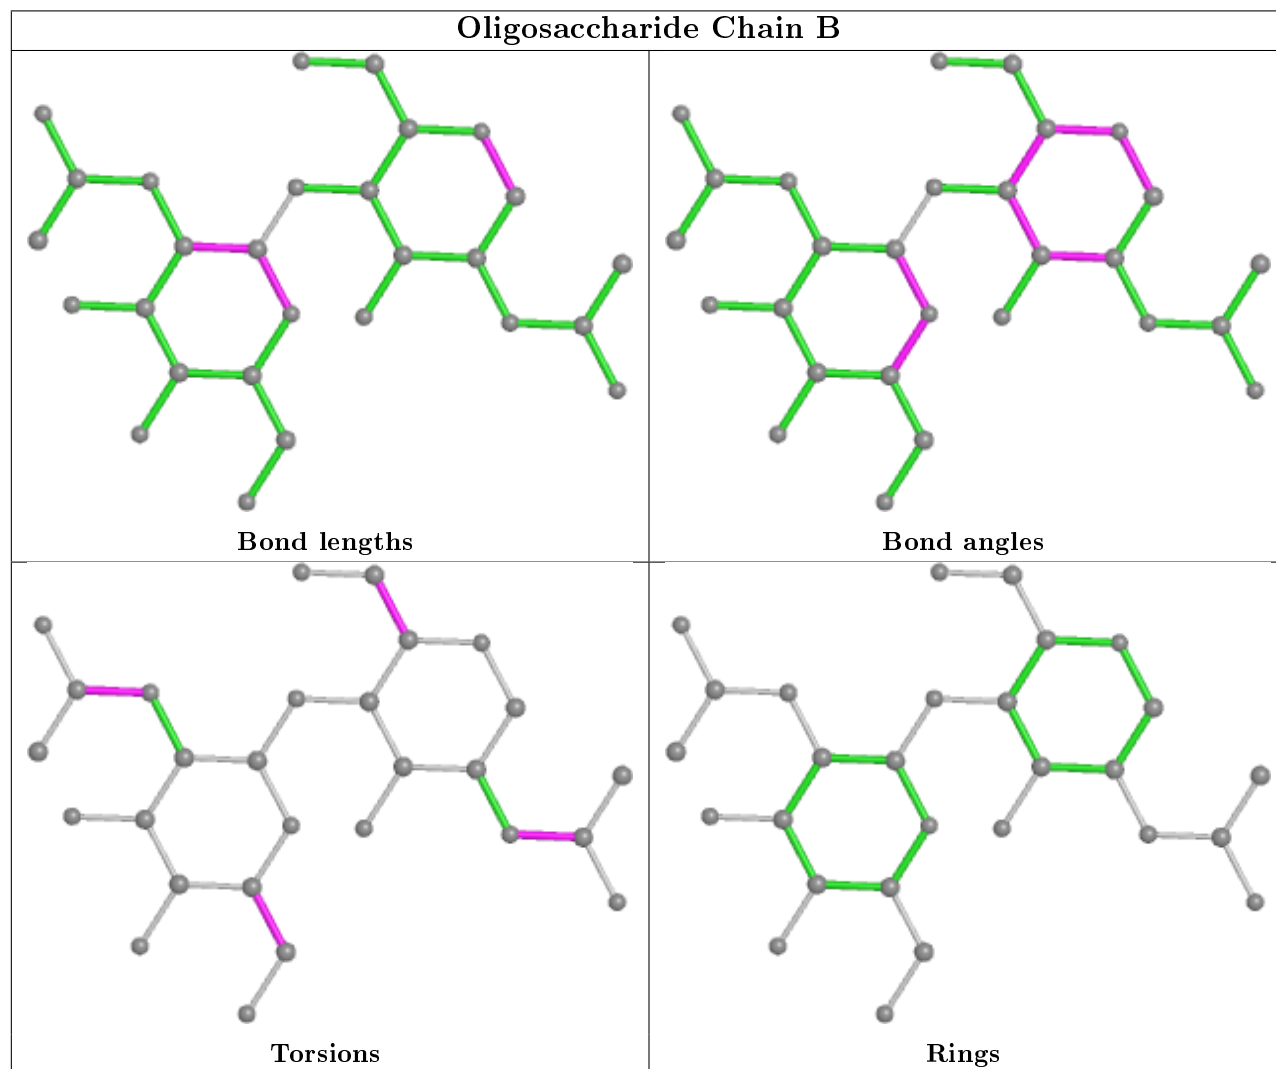 Oligosaccharide Chain B
Bond lengths
Bond angles
Torsions
Rings